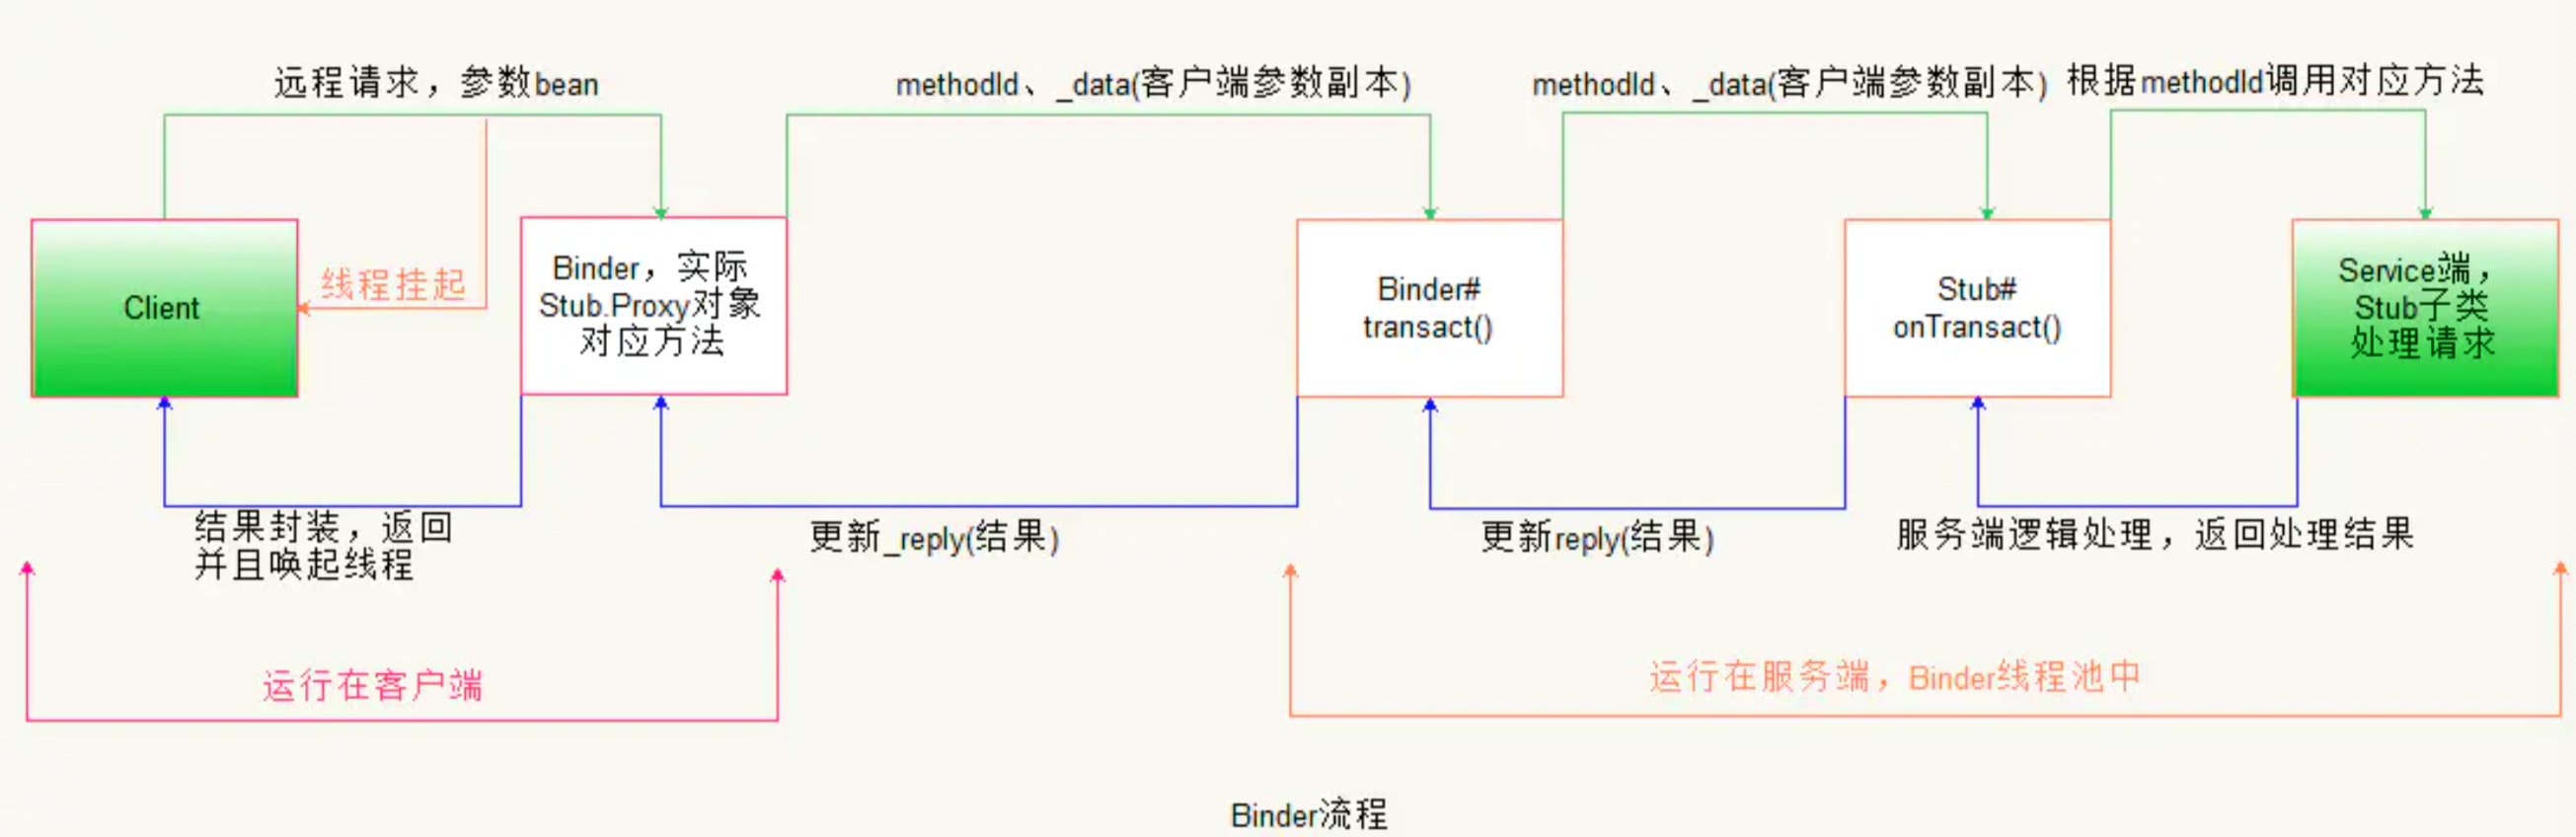 远程请求，参数bean
methodId、_data(客户端参数副本)
methodId、_data(客户端参数副本)
根据methodId调用对应方法
线程挂起
Client
Binder，实际
Stub.Proxy对象
对应方法
Binder#
transact()
Stub#
onTransact()
Service端，
Stub子类
处理请求
结果封装，返回
并且唤起线程
更新_reply(结果)
更新reply(结果)
服务端逻辑处理，返回处理结果
运行在客户端
运行在服务端，Binder线程池中
Binder流程